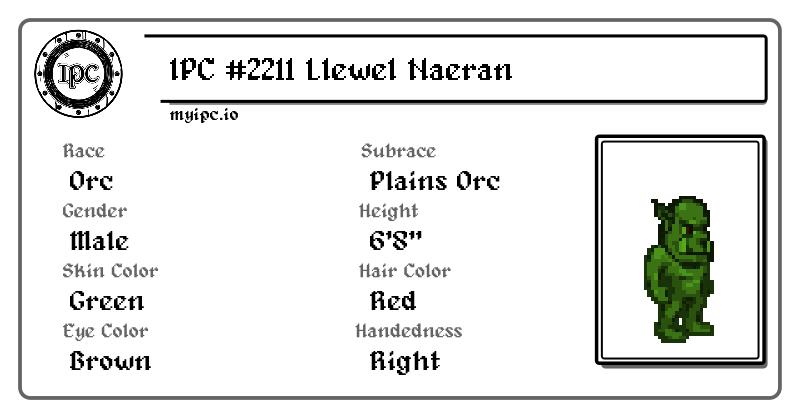 IPC
IPC #2211 Llewel Naeran
myipc.io
Race
Orc
Subrace
Plains Orc
Gender
Male
Height
6'8"
Skin Color
Green
Hair Color
Red
Eye Color
Brown
Handedness
Right